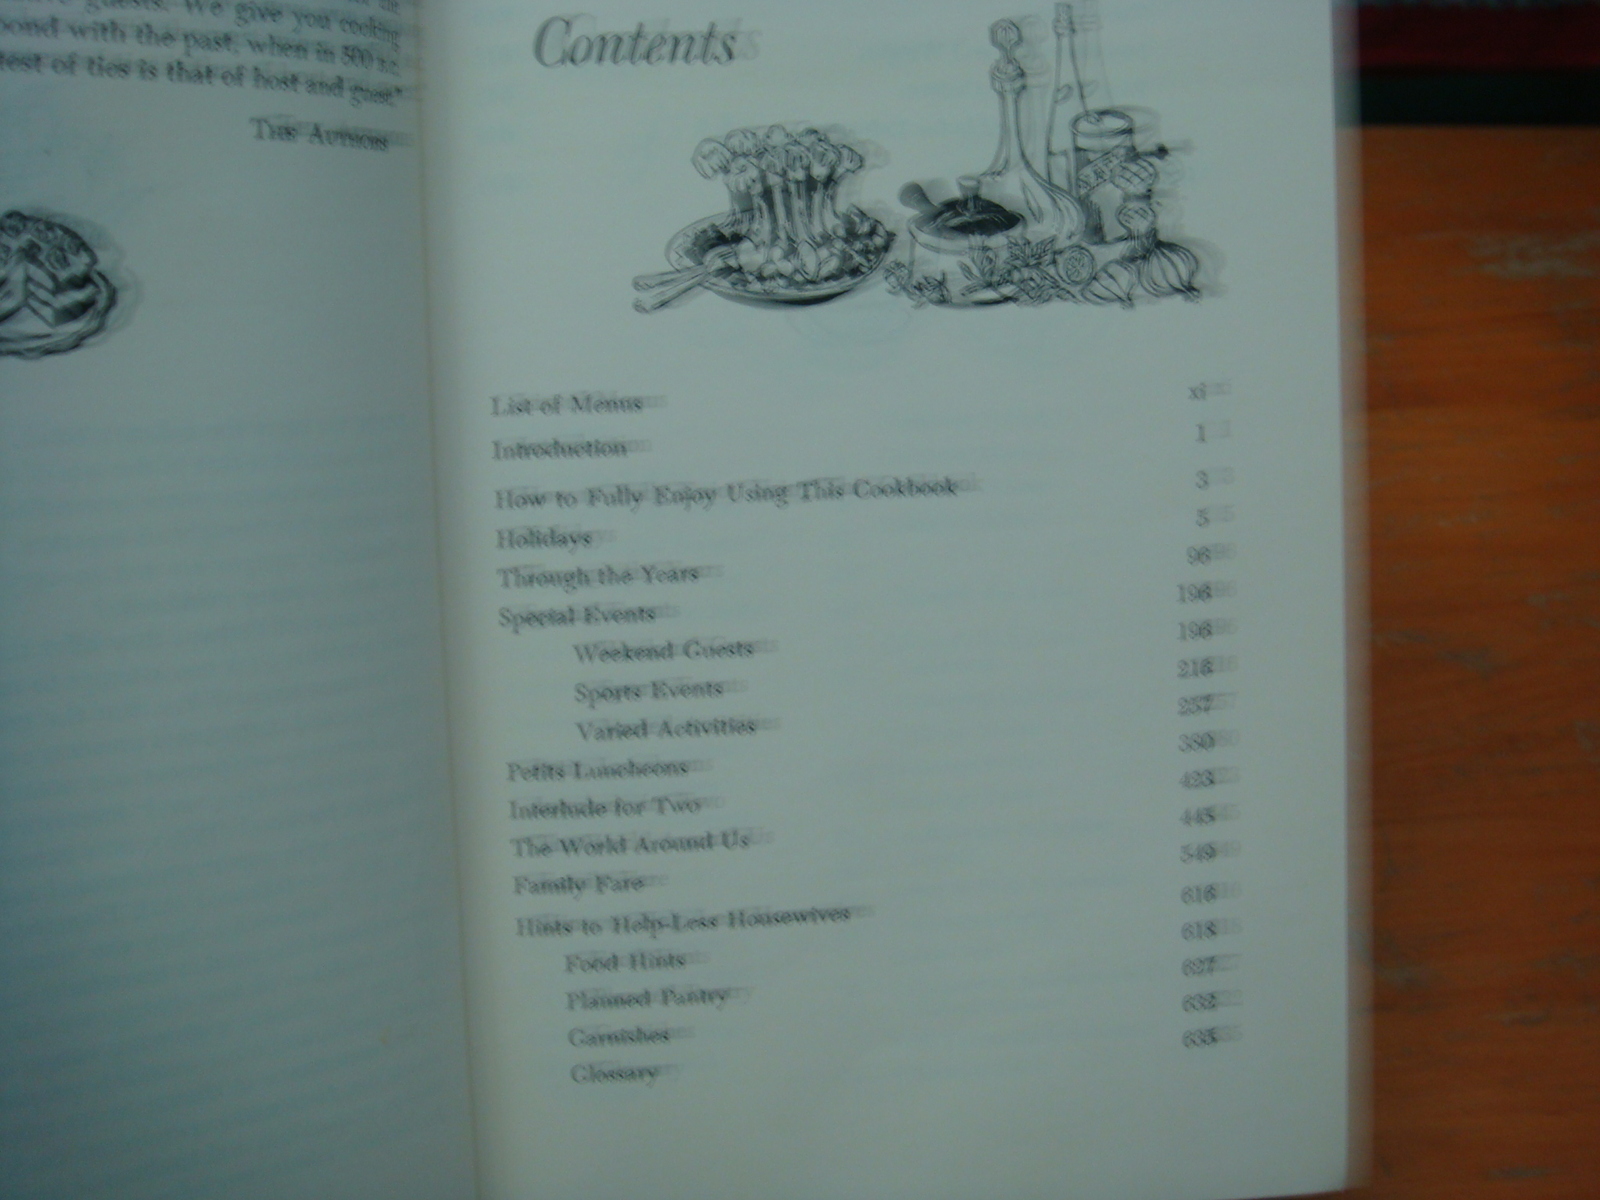 guests. We give you cooking
bond with the past; when in 500 B.C.
of ties is that of host and guest."
THE AUTHORS
Contents
List of Menus xi
Introduction 1
How to Fully Enjoy Using This Cookbook 3
Holidays 5
Through the Years 96
Special Events 196
Weekend Guests 196
Sports Events 216
Varied Activities 257
Petits Luncheons 380
Interlude for Two 423
The World Around Us 445
Family Fare 549
Hints to Help-Less Housewives 616
Food Hints 618
Planned Pantry 627
Garnishes 632
Glossary 635